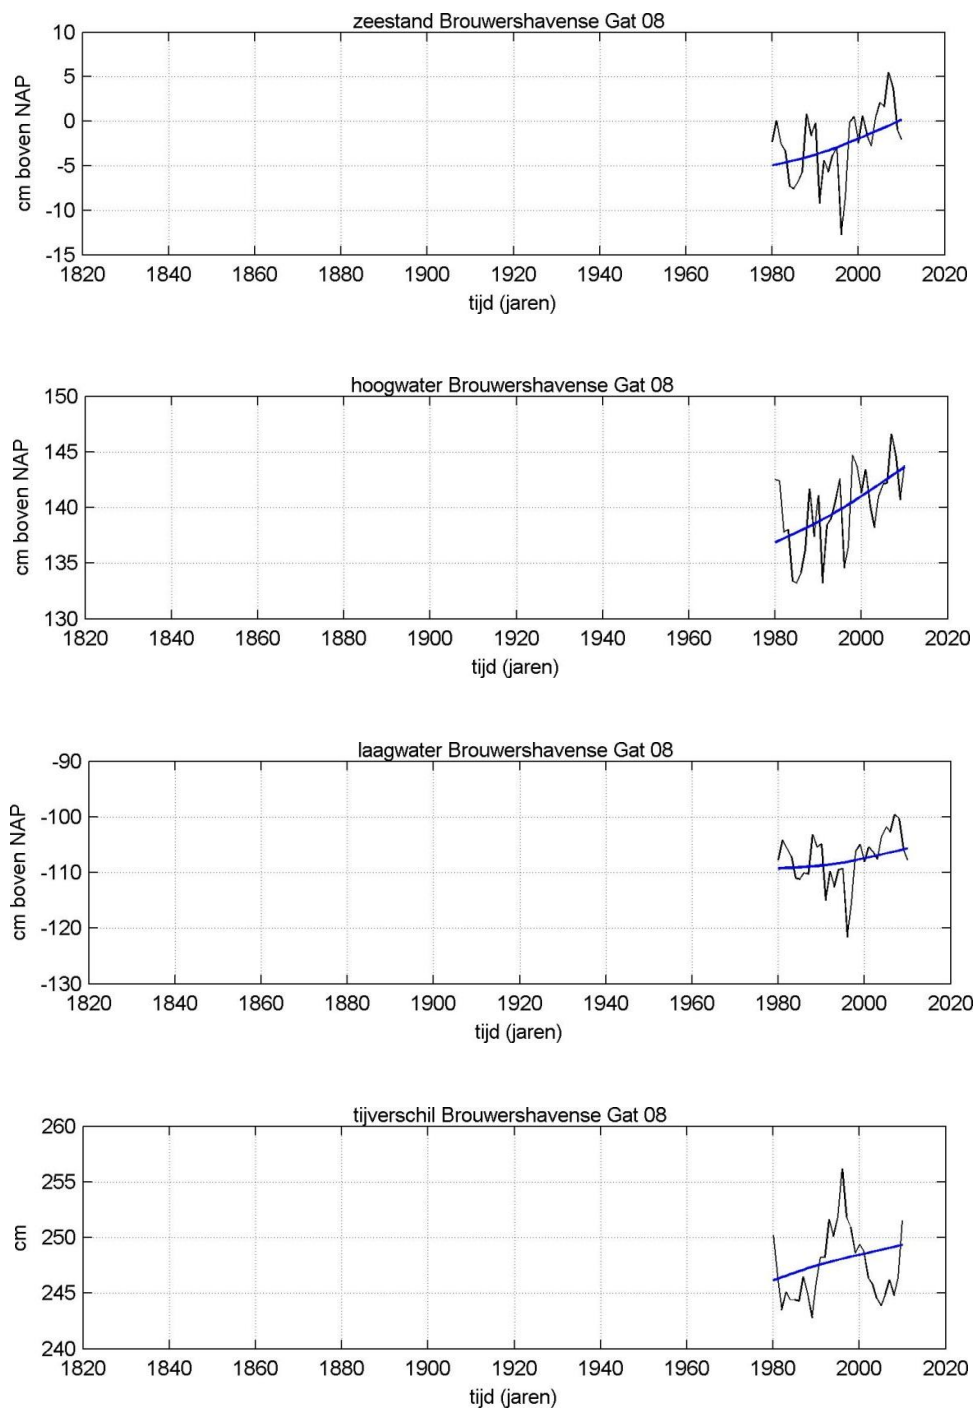 zeestand Brouwershavense Gat 08
10
5
0
-5
-10
-15
cm boven NAP
1820 1840 1860 1880 1900 1920 1940 1960 1980 2000 2020
tijd (jaren)
hoogwater Brouwershavense Gat 08
150
145
140
135
130
cm boven NAP
1820 1840 1860 1880 1900 1920 1940 1960 1980 2000 2020
tijd (jaren)
laagwater Brouwershavense Gat 08
-90
-100
-110
-120
-130
cm boven NAP
1820 1840 1860 1880 1900 1920 1940 1960 1980 2000 2020
tijd (jaren)
tijverschil Brouwershavense Gat 08
260
255
250
245
240
cm
1820 1840 1860 1880 1900 1920 1940 1960 1980 2000 2020
tijd (jaren)